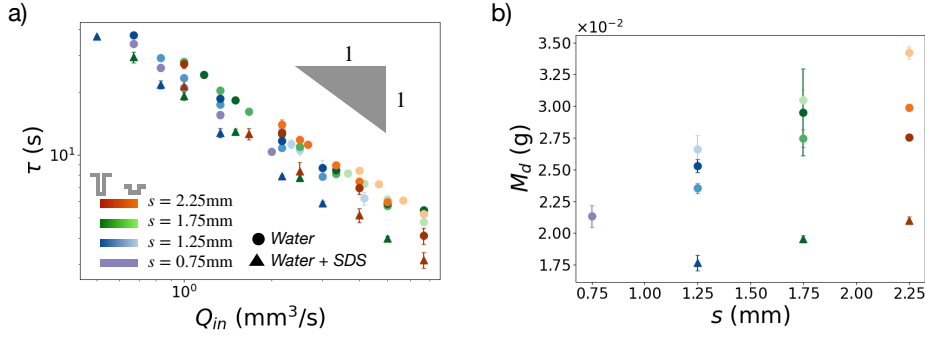 a)
τ (s)
10¹
1
1
s = 2.25mm
s = 1.75mm
s = 1.25mm
s = 0.75mm
Water
Water + SDS
10⁰
Q_in (mm³/s)
b)
×10⁻²
3.50
3.25
3.00
2.75
2.50
2.25
2.00
1.75
M_d (g)
0.75 1.00 1.25 1.50 1.75 2.00 2.25
s (mm)